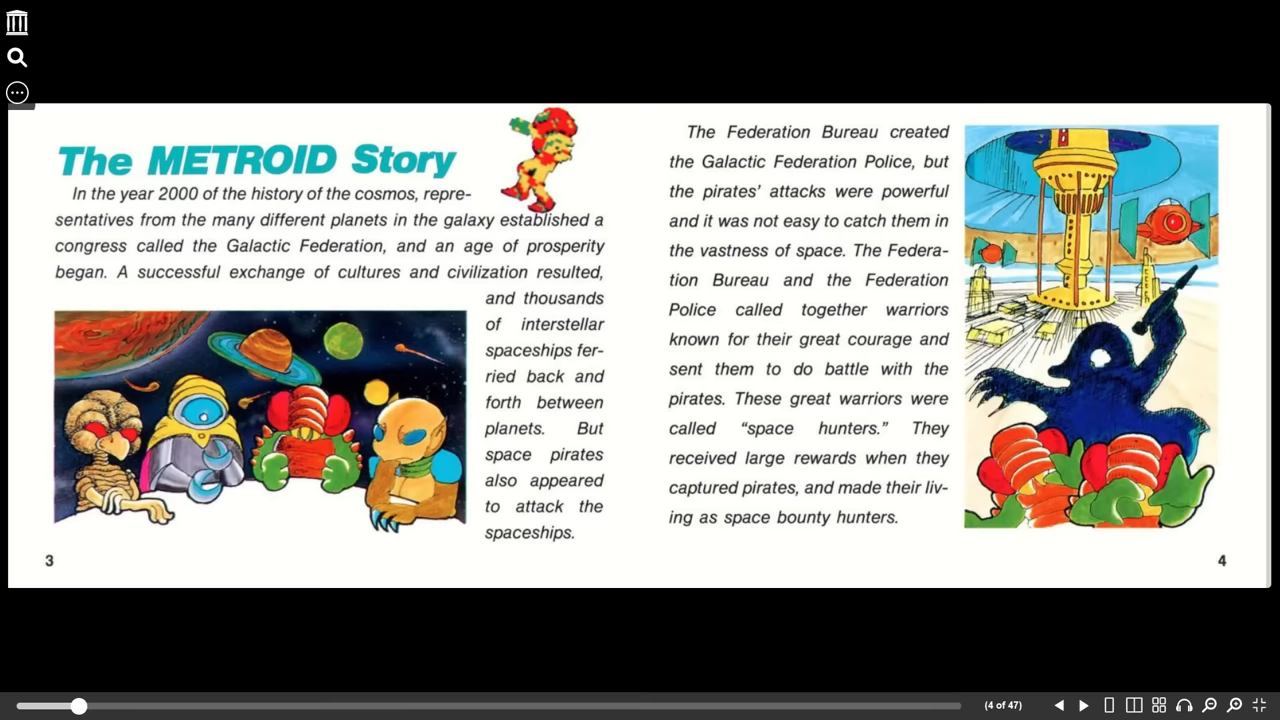 The METROID Story
In the year 2000 of the history of the cosmos, repre-
sentatives from the many different planets in the galaxy established a
congress called the Galactic Federation, and an age of prosperity
began. A successful exchange of cultures and civilization resulted,
and thousands
of interstellar
spaceships fer-
ried back and
forth between
planets. But
space pirates
also appeared
to attack the
spaceships.
3
The Federation Bureau created
the Galactic Federation Police, but
the pirates' attacks were powerful
and it was not easy to catch them in
the vastness of space. The Federa-
tion Bureau and the Federation
Police called together warriors
known for their great courage and
sent them to do battle with the
pirates. These great warriors were
called “space hunters.” They
received large rewards when they
captured pirates, and made their liv-
ing as space bounty hunters.
4
(4 of 47)